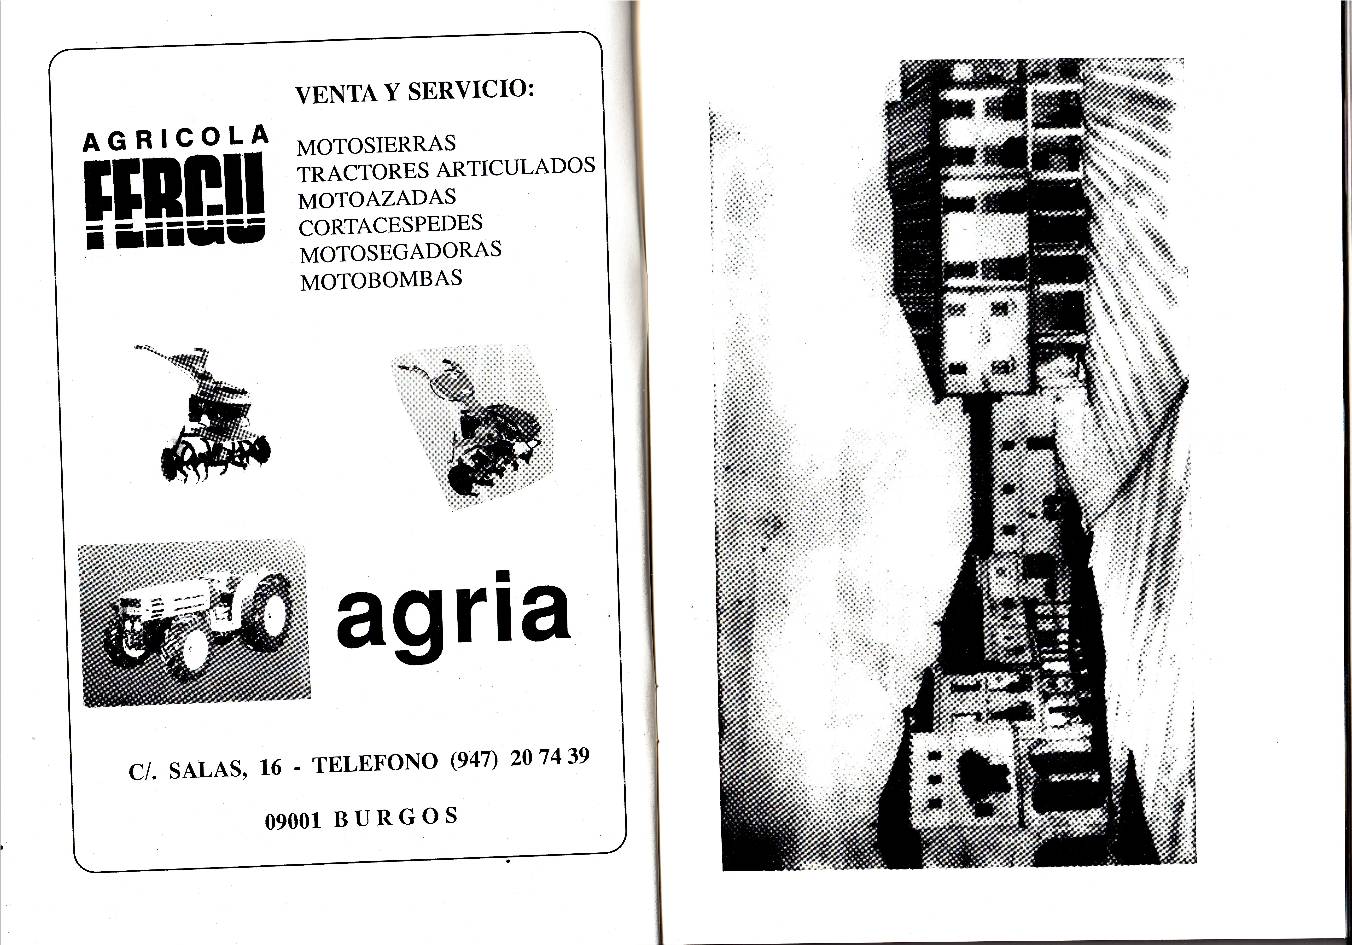 VENTA Y SERVICIO:
AGRICOLA
FERGU
MOTOSIERRAS
TRACTORES ARTICULADOS
MOTOAZADAS
CORTACESPEDES
MOTOSEGADORAS
MOTOBOMBAS
agria
C/. SALAS, 16 - TELEFONO (947) 20 74 39
09001 BURGOS